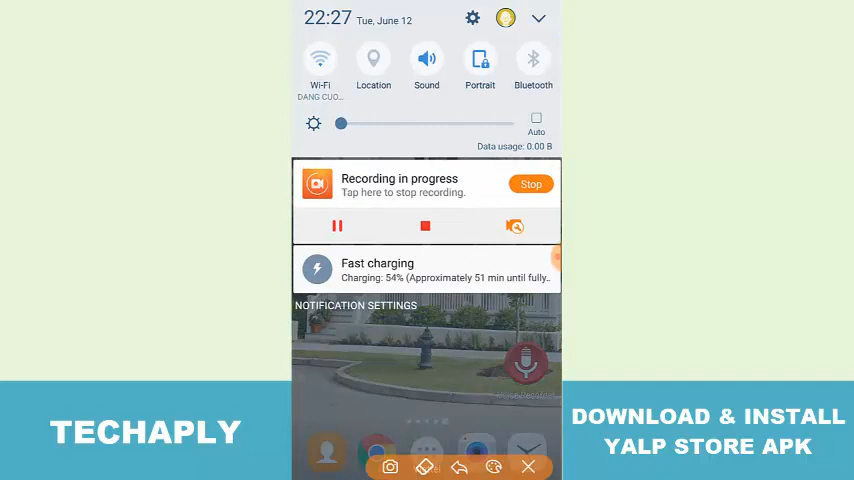 22:27 Tue, June 12
Wi-Fi Location Sound Portrait Bluetooth
DANG CUO...
Auto
Data usage: 0.00 B
Recording in progress
Tap here to stop recording.
Stop
Fast charging
Charging: 54% (Approximately 51 min until fully..
NOTIFICATION SETTINGS
TECHAPLY
DOWNLOAD & INSTALL
YALP STORE APK